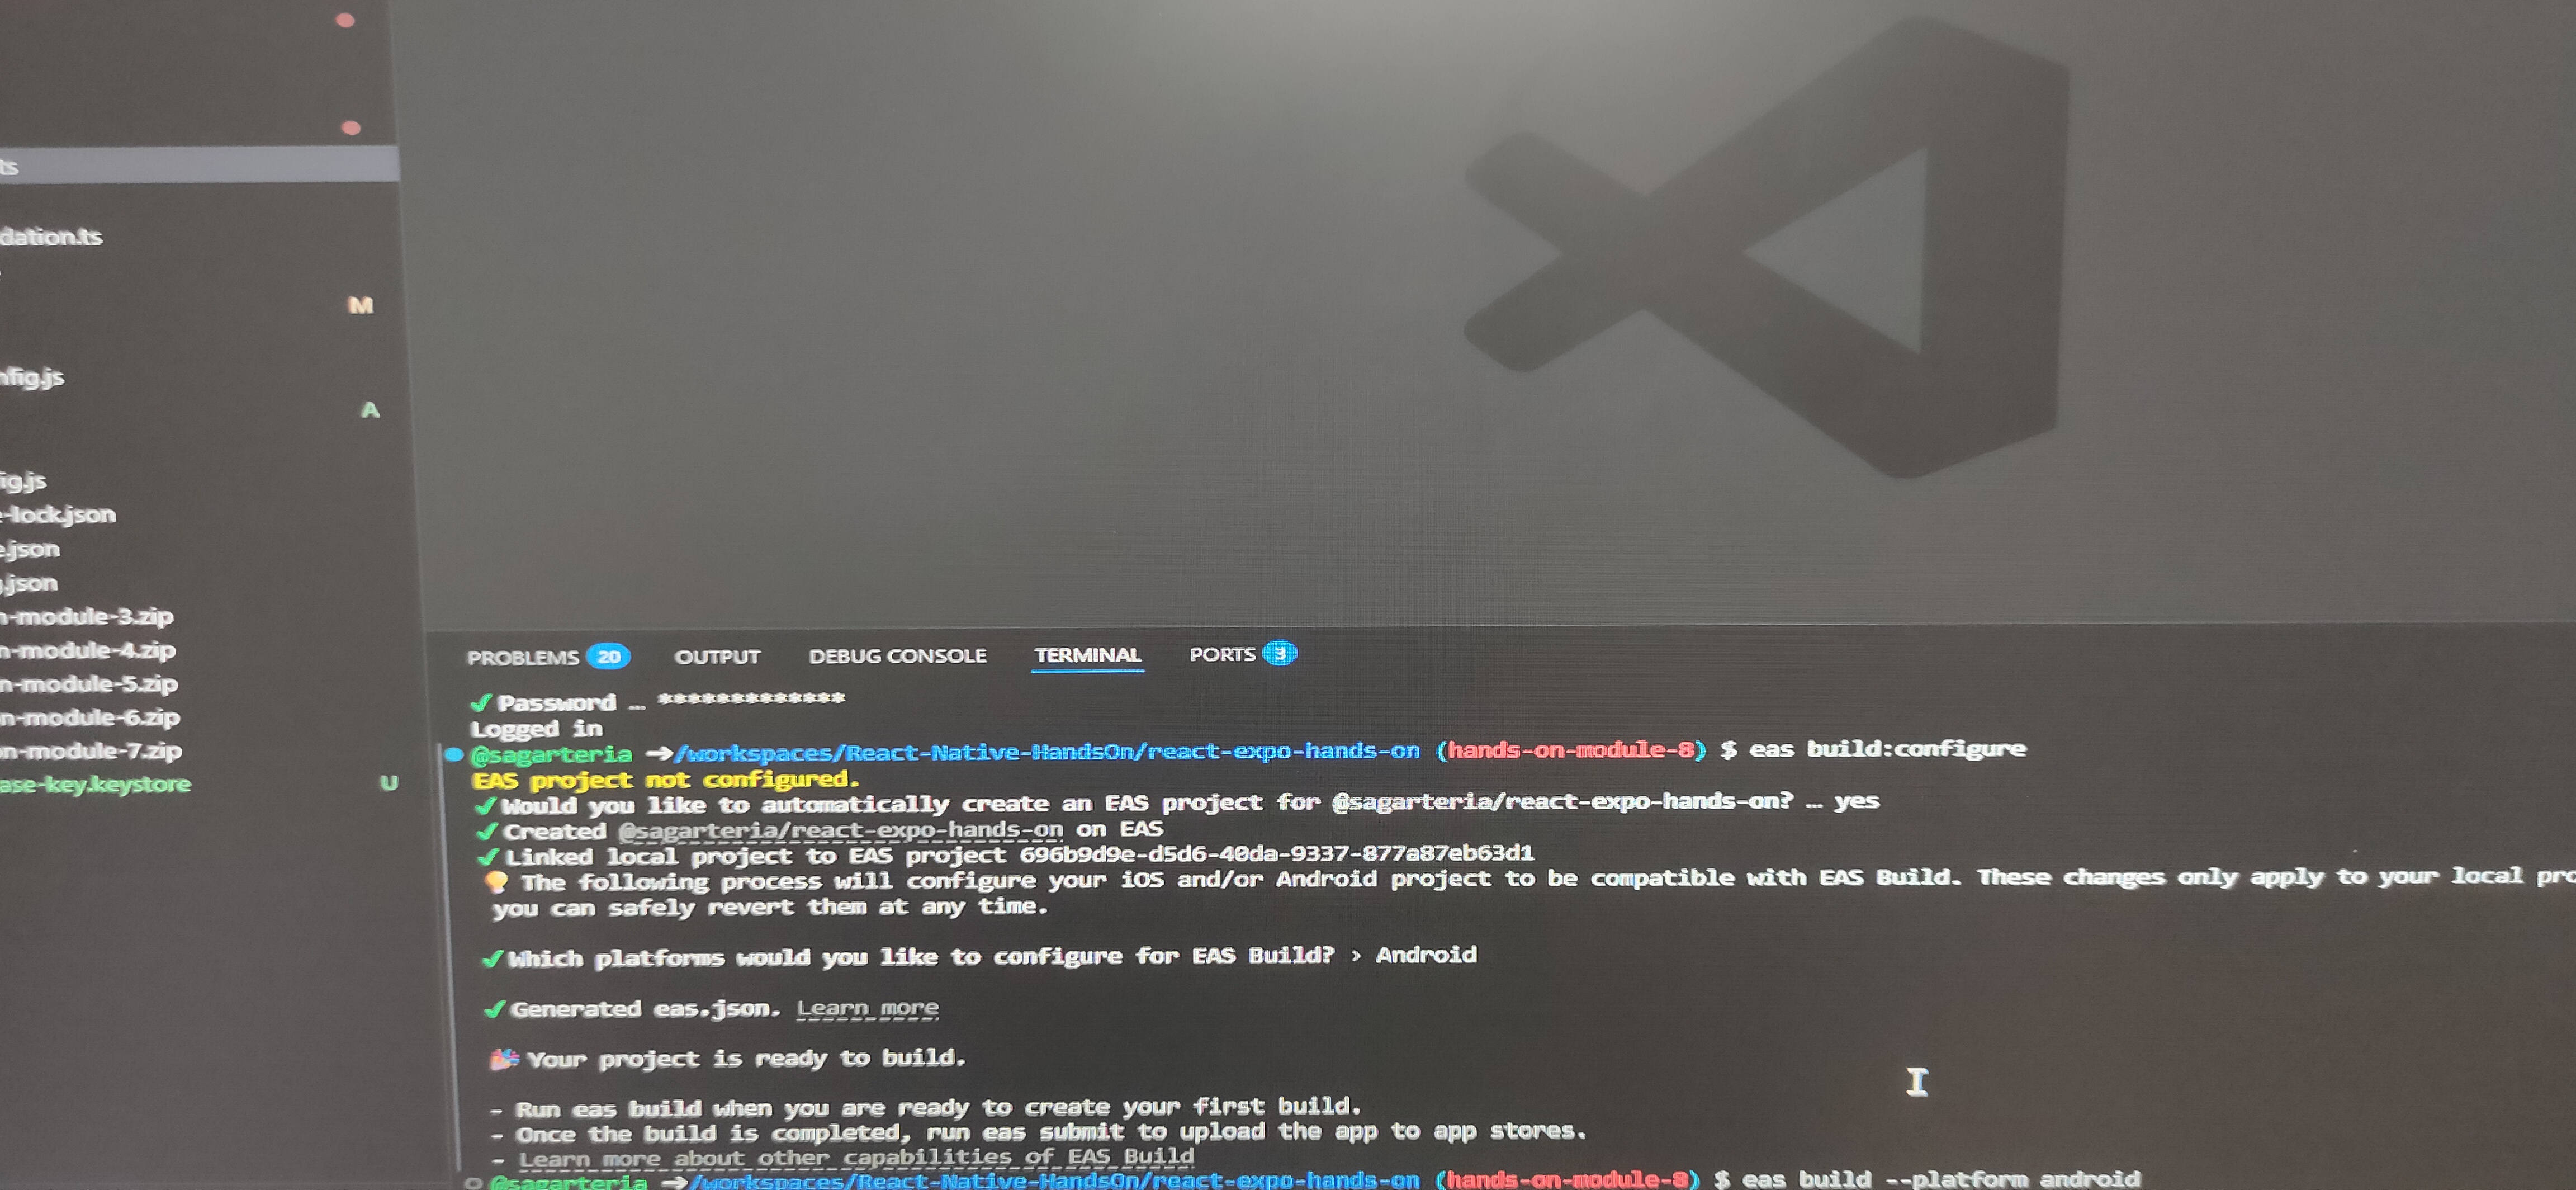 ts
dation.ts
M
nfig.js
A
ig.js
-lock.json
.json
.json
n-module-3.zip
n-module-4.zip
n-module-5.zip
n-module-6.zip
on-module-7.zip
ase-key.keystore U
PROBLEMS 20 OUTPUT DEBUG CONSOLE TERMINAL PORTS 3
✔ Password … *************
Logged in
@sagarteria ➜/workspaces/React-Native-HandsOn/react-expo-hands-on (hands-on-module-8) $ eas build:configure
EAS project not configured.
✔ Would you like to automatically create an EAS project for @sagarteria/react-expo-hands-on? … yes
✔ Created @sagarteria/react-expo-hands-on on EAS
✔ Linked local project to EAS project 696b9d9e-d5d6-40da-9337-877a87eb63d1
💡 The following process will configure your iOS and/or Android project to be compatible with EAS Build. These changes only apply to your local pro
you can safely revert them at any time.
✔ Which platforms would you like to configure for EAS Build? › Android
✔ Generated eas.json. Learn more
🎉 Your project is ready to build.
- Run eas build when you are ready to create your first build.
- Once the build is completed, run eas submit to upload the app to app stores.
- Learn more about other capabilities of EAS Build
@sagarteria ➜/workspaces/React-Native-HandsOn/react-expo-hands-on (hands-on-module-8) $ eas build --platform android